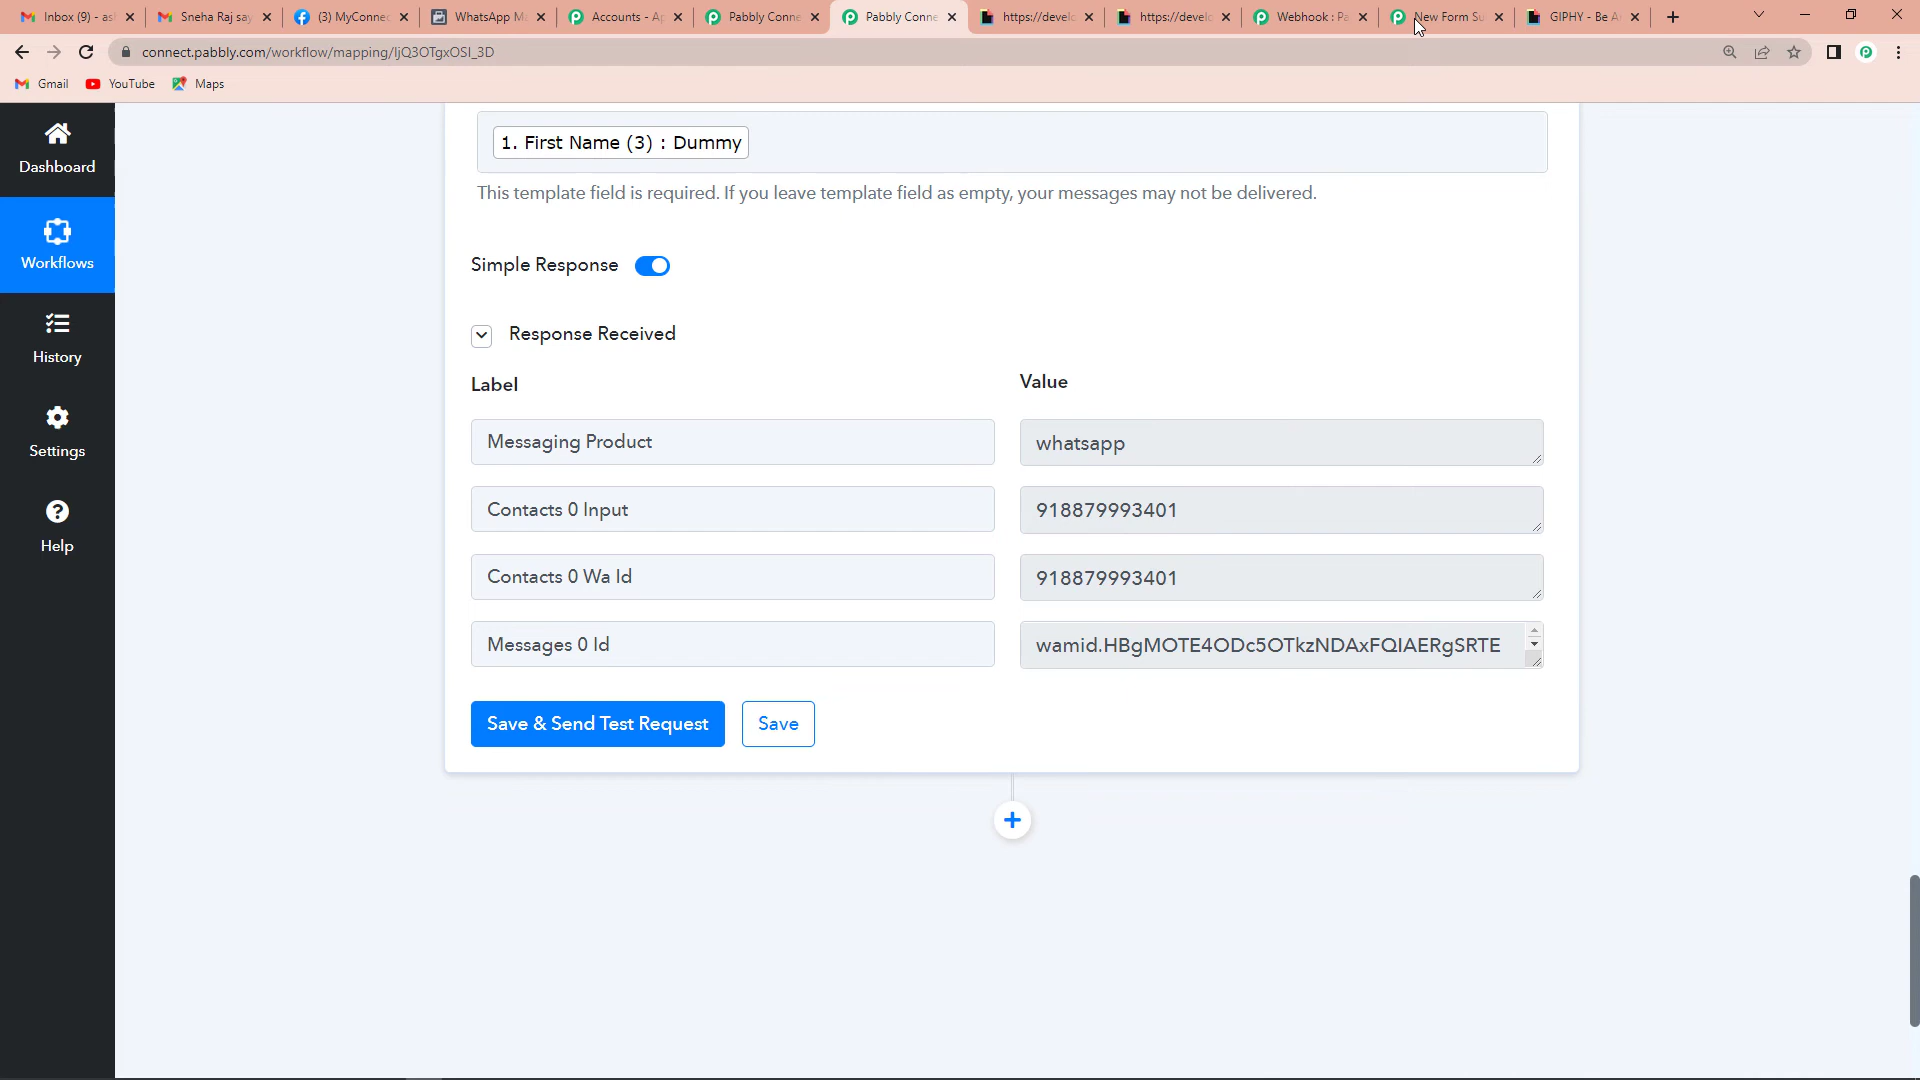 Inbox (9) - as
Sneha Raj say
(3) MyConne
WhatsApp M
Accounts - A
Pabbly Conne
Pabbly Conne
https://develo
https://develo
Webhook : Pa
New Form Su
GIPHY - Be A
connect.pabbly.com/workflow/mapping/IjQ3OTgxOSI_3D
Gmail
YouTube
Maps
Dashboard
Workflows
History
Settings
Help
1. First Name (3) : Dummy
This template field is required. If you leave template field as empty, your messages may not be delivered.
Simple Response
Response Received
Label
Value
Messaging Product
whatsapp
Contacts 0 Input
918879993401
Contacts 0 Wa Id
918879993401
Messages 0 Id
wamid.HBgMOTE4ODc5OTkzNDAxFQIAERgSRTE
Save & Send Test Request
Save